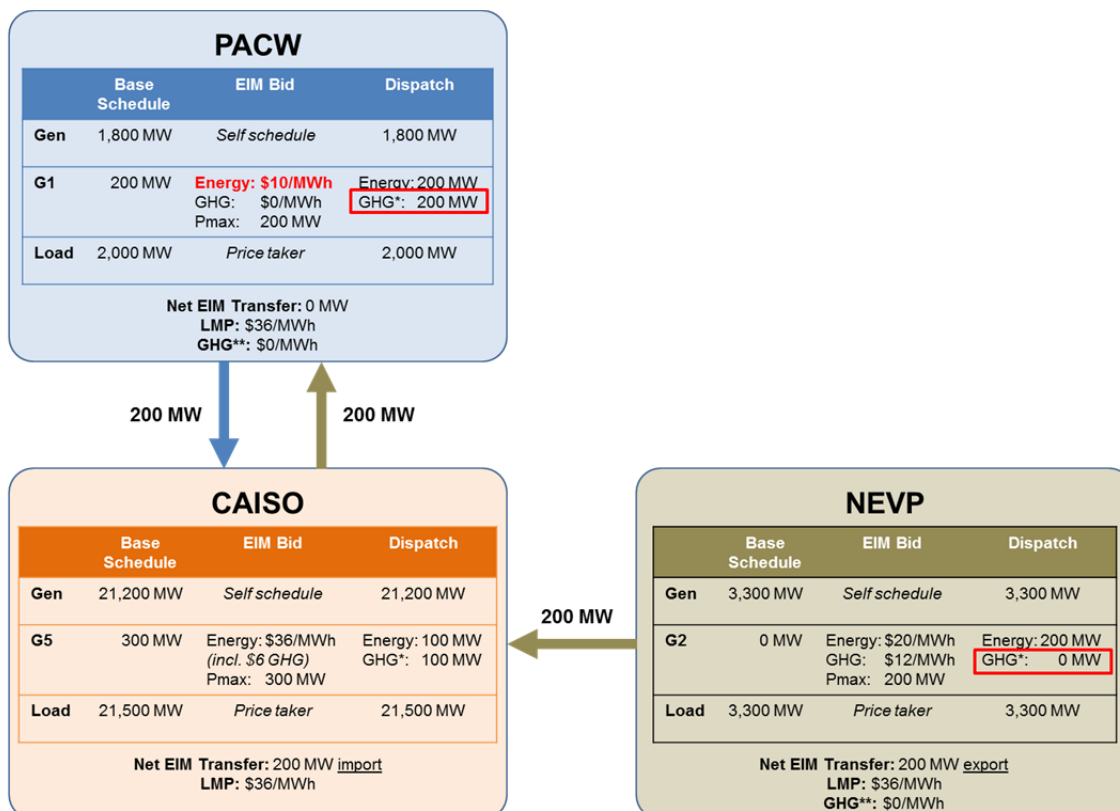 PACW
Base Schedule EIM Bid Dispatch
Gen 1,800 MW Self schedule 1,800 MW
G1 200 MW Energy: $10/MWh Energy: 200 MW
GHG: $0/MWh GHG*: 200 MW
Pmax: 200 MW
Load 2,000 MW Price taker 2,000 MW
Net EIM Transfer: 0 MW
LMP: $36/MWh
GHG**: $0/MWh
200 MW
200 MW
CAISO
Base Schedule EIM Bid Dispatch
Gen 21,200 MW Self schedule 21,200 MW
G5 300 MW Energy: $36/MWh Energy: 100 MW
(incl. $6 GHG) GHG*: 100 MW
Pmax: 300 MW
Load 21,500 MW Price taker 21,500 MW
Net EIM Transfer: 200 MW import
LMP: $36/MWh
200 MW
NEVP
Base Schedule EIM Bid Dispatch
Gen 3,300 MW Self schedule 3,300 MW
G2 0 MW Energy: $20/MWh Energy: 200 MW
GHG: $12/MWh GHG*: 0 MW
Pmax: 200 MW
Load 3,300 MW Price taker 3,300 MW
Net EIM Transfer: 200 MW export
LMP: $36/MWh
GHG**: $0/MWh